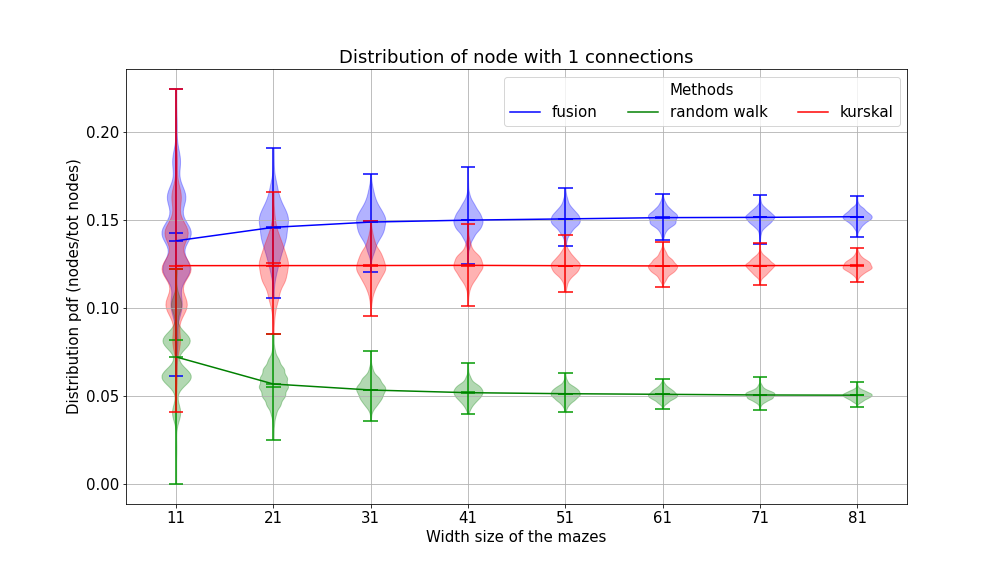 Distribution of node with 1 connections
Methods
fusion random walk kurskal
Distribution pdf (nodes/tot nodes)
0.20
0.15
0.10
0.05
0.00
11 21 31 41 51 61 71 81
Width size of the mazes